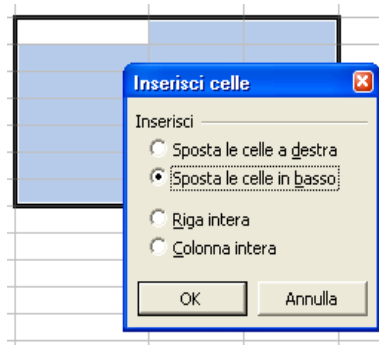 Inserisci celle
Inserisci
Sposta le celle a destra
Sposta le celle in basso
Riga intera
Colonna intera
OK
Annulla